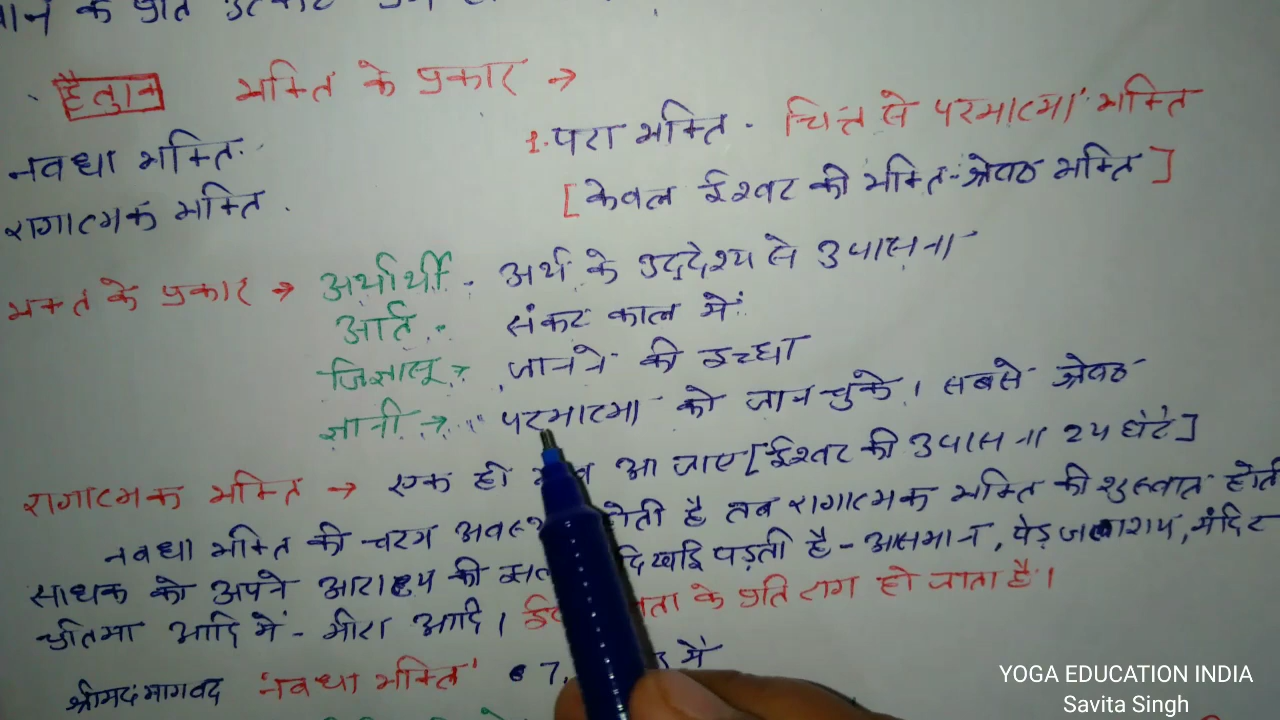 के प्रति उत्कट
हैतुान भक्ति के प्रकार →
नवधा भक्ति.
रागात्मक भक्ति.
1. परा भक्ति - चित्त से परमात्मा भक्ति
[केवल ईश्वर की भक्ति - श्रेष्ठ भक्ति]
भक्त के प्रकार → अर्थार्थी - अर्थ के उद्देश्य से उपासना
आर्त - संकट काल में
जिज्ञासू → जानने की इच्छा
ज्ञानी → परमात्मा को जान चुके। सबसे श्रेष्ठ
रागात्मक भक्ति → एक ही आ जाए [ईश्वर की उपासना 24 घंटे]
नवधा भक्ति की चरम होती है तब रागात्मक भक्ति की शुरुवात होती
साधक को अपने आराध्य की दिखाई पड़ती है - आसमान, पेड़ जलाशय, मंदिर
प्रतिमा आदि में - मीरा आदि। के प्रति राग हो जाता है।
श्रीमद भागवद 'नवधा भक्ति' 7, में
YOGA EDUCATION INDIA
Savita Singh